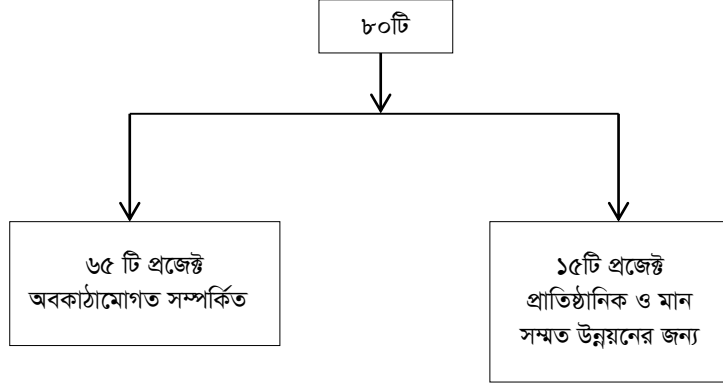 ৮০টি
৬৫ টি প্রজেক্ট
অবকাঠামোগত সম্পর্কিত
১৫টি প্রজেক্ট
প্রাতিষ্ঠানিক ও মান
সম্মত উন্নয়নের জন্য